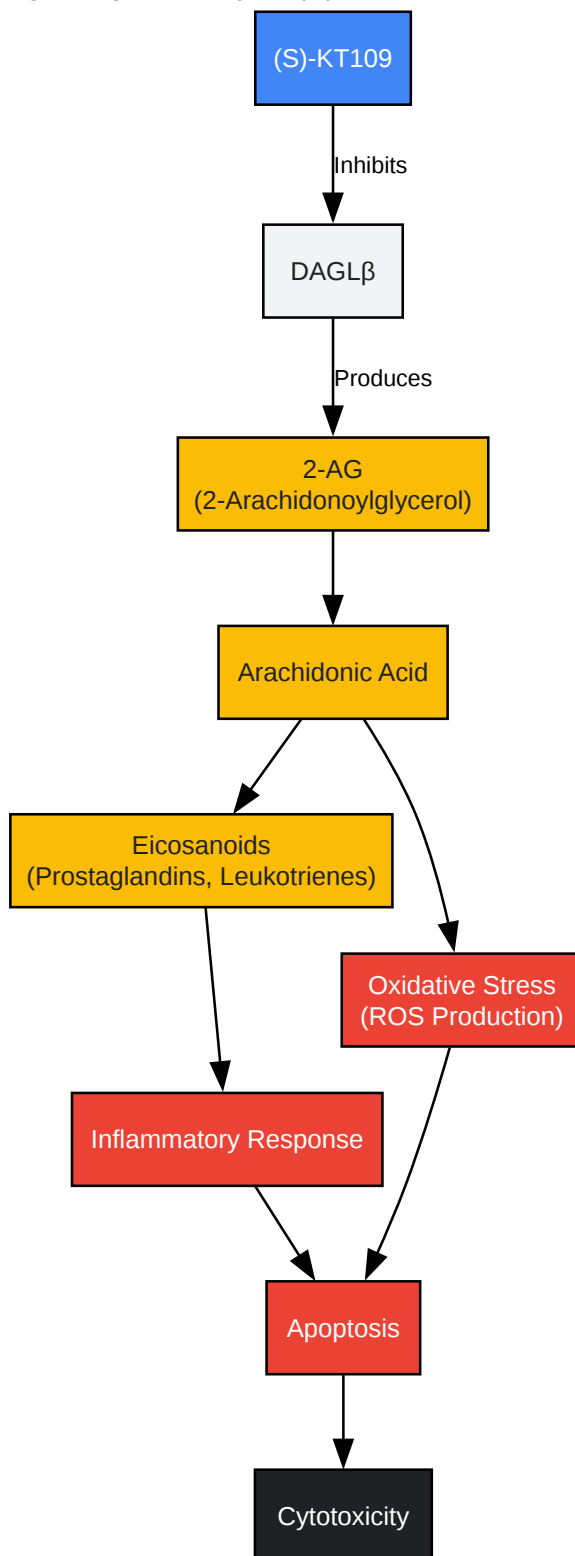 (S)-KT109
Inhibits
DAGLβ
Produces
2-AG
(2-Arachidonoylglycerol)
Arachidonic Acid
Eicosanoids
(Prostaglandins, Leukotrienes)
Oxidative Stress
(ROS Production)
Inflammatory Response
Apoptosis
Cytotoxicity